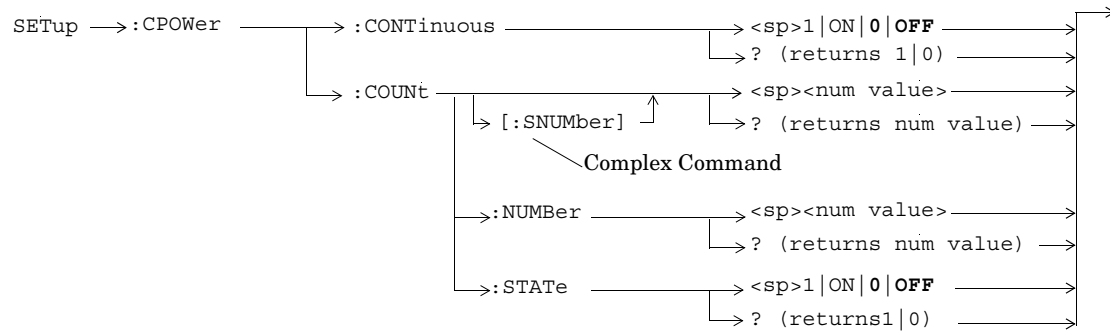 SETup :CPOWer :CONTinuous <sp>1|ON|0|OFF
? (returns 1|0)
:COUNt <sp><num value>
[:SNUMber] ? (returns num value)
Complex Command
:NUMBer <sp><num value>
? (returns num value)
:STATe <sp>1|ON|0|OFF
? (returns1|0)